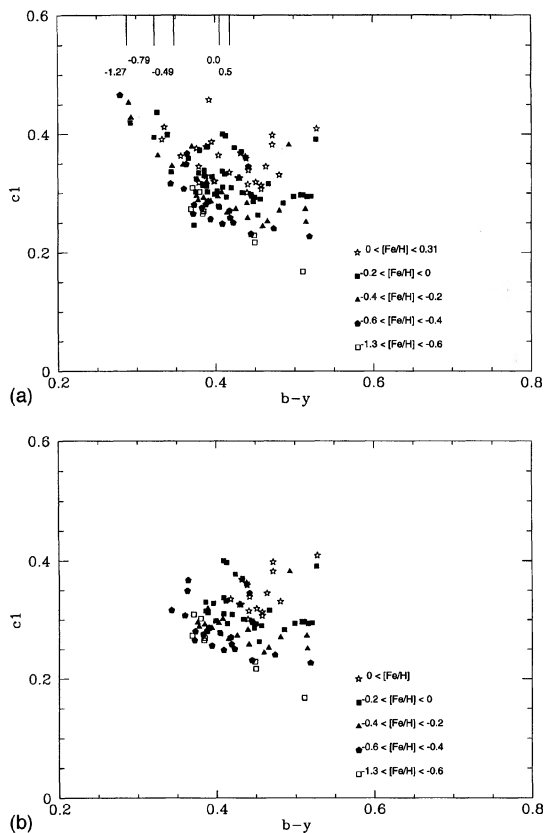 0.6
-0.79 0.0
-1.27 -0.49 0.5
0.4
c1
0.2
☆ 0 < [Fe/H] < 0.31
■ -0.2 < [Fe/H] < 0
▲ -0.4 < [Fe/H] < -0.2
⬟ -0.6 < [Fe/H] < -0.4
□ -1.3 < [Fe/H] < -0.6
0
0.2 0.4 0.6 0.8
(a) b-y
0.6
0.4
c1
0.2
☆ 0 < [Fe/H]
■ -0.2 < [Fe/H] < 0
▲ -0.4 < [Fe/H] < -0.2
⬟ -0.6 < [Fe/H] < -0.4
□ -1.3 < [Fe/H] < -0.6
0
0.2 0.4 0.6 0.8
(b) b-y